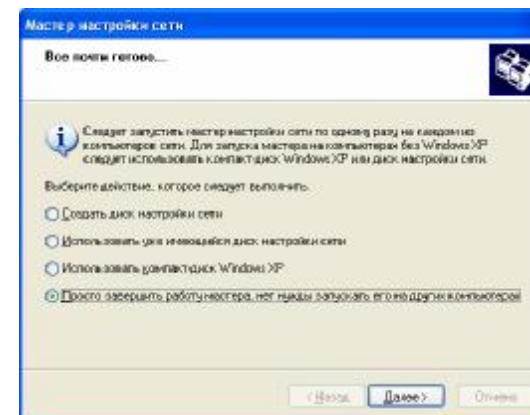 Мастер настройки сети
Все почти готово...
Следует запустить мастер настройки сети по одному разу на каждом из
компьютеров сети. Для запуска мастера на компьютерах без Windows XP
следует использовать компакт-диск Windows XP или диск настройки сети.
Выберите действие, которое следует выполнить.
Создать диск настройки сети
Использовать уже имеющийся диск настройки сети
Использовать компакт-диск Windows XP
Просто завершить работу мастера, нет нужды запускать его на других компьютерах
< Назад
Далее >
Отмена